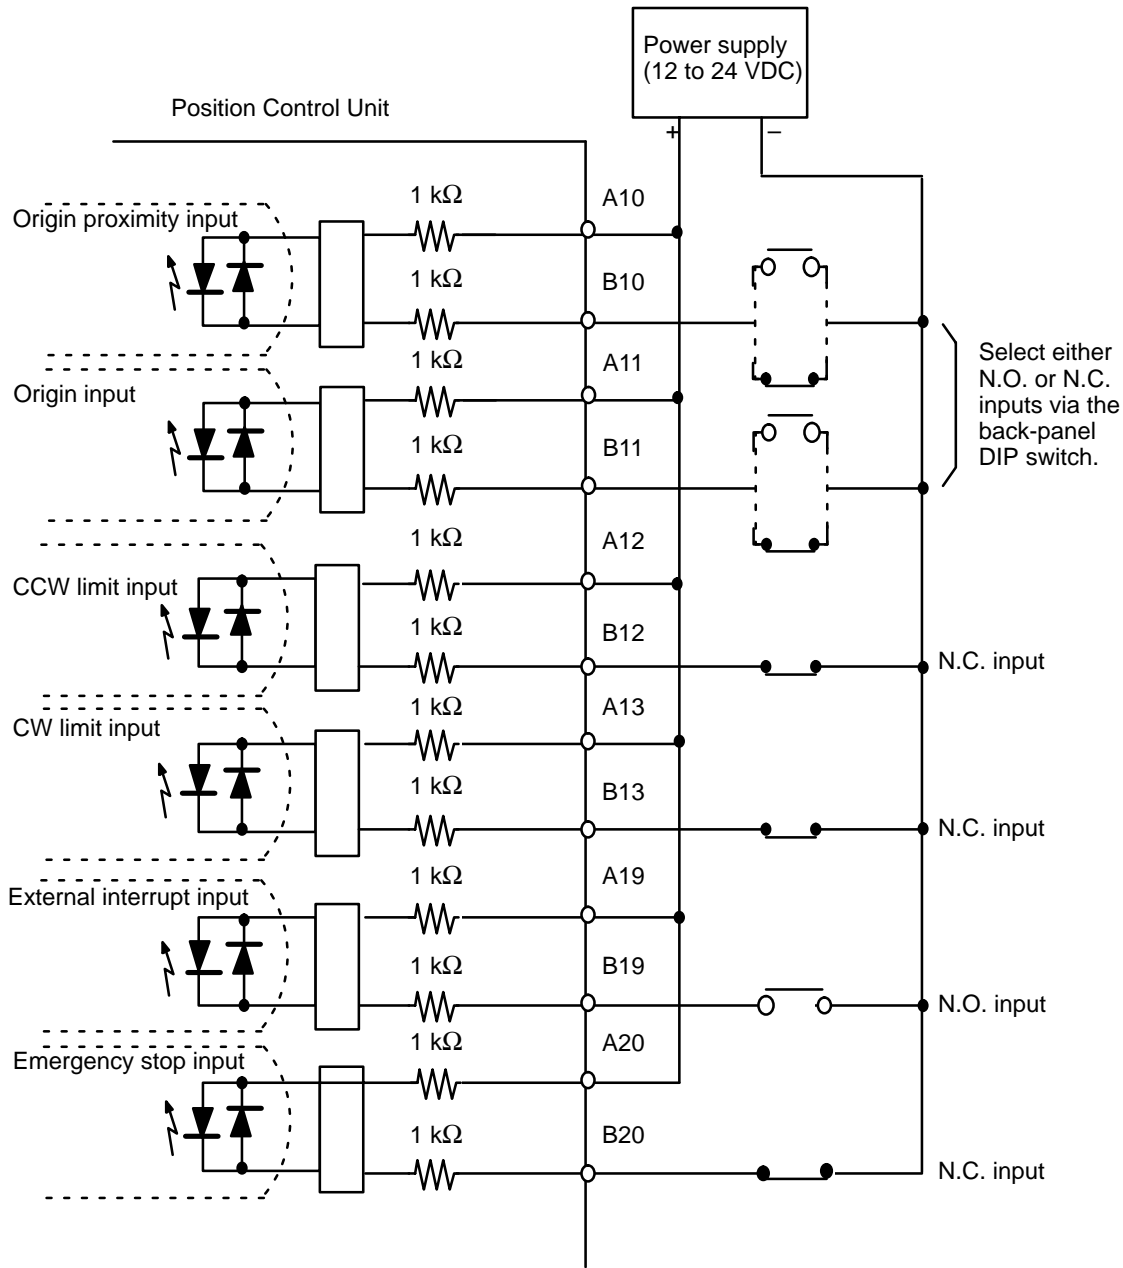 Power supply
(12 to 24 VDC)
Position Control Unit
+
–
1 kΩ
A10
Origin proximity input
1 kΩ
B10
1 kΩ
A11
Select either
N.O. or N.C.
inputs via the
back-panel
DIP switch.
Origin input
1 kΩ
B11
1 kΩ
A12
CCW limit input
1 kΩ
B12
N.C. input
1 kΩ
A13
CW limit input
1 kΩ
B13
N.C. input
1 kΩ
A19
External interrupt input
1 kΩ
B19
N.O. input
1 kΩ
A20
Emergency stop input
1 kΩ
B20
N.C. input